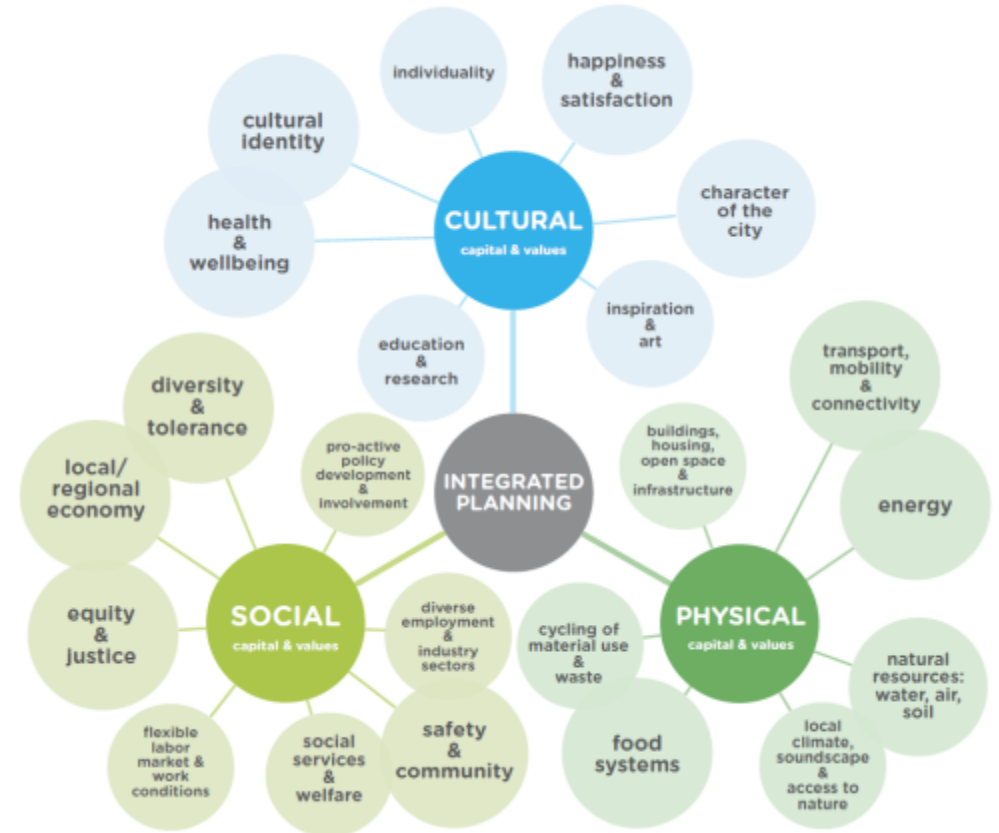 individuality
happiness
&
satisfaction
cultural
identity
character
of the
city
health
&
wellbeing
CULTURAL
capital & values
inspiration
&
art
education
&
research
transport,
mobility
&
connectivity
diversity
&
tolerance
pro-active
policy
development
&
involvement
buildings,
housing,
open space
&
infrastructure
local/
regional
economy
INTEGRATED
PLANNING
energy
equity
&
justice
SOCIAL
capital & values
diverse
employment
&
industry
sectors
cycling of
material use
&
waste
PHYSICAL
capital & values
natural
resources:
water, air,
soil
flexible
labor
market &
work
conditions
social
services
&
welfare
safety
&
community
food
systems
local
climate,
soundscape
&
access to
nature